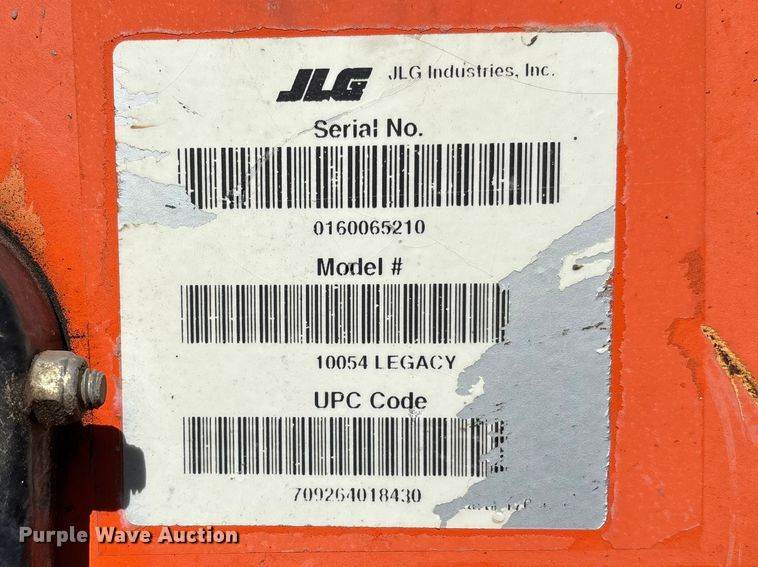 JLG JLG Industries, Inc.
Serial No.
0160065210
Model #
10054 LEGACY
UPC Code
709264018430
Purple Wave Auction